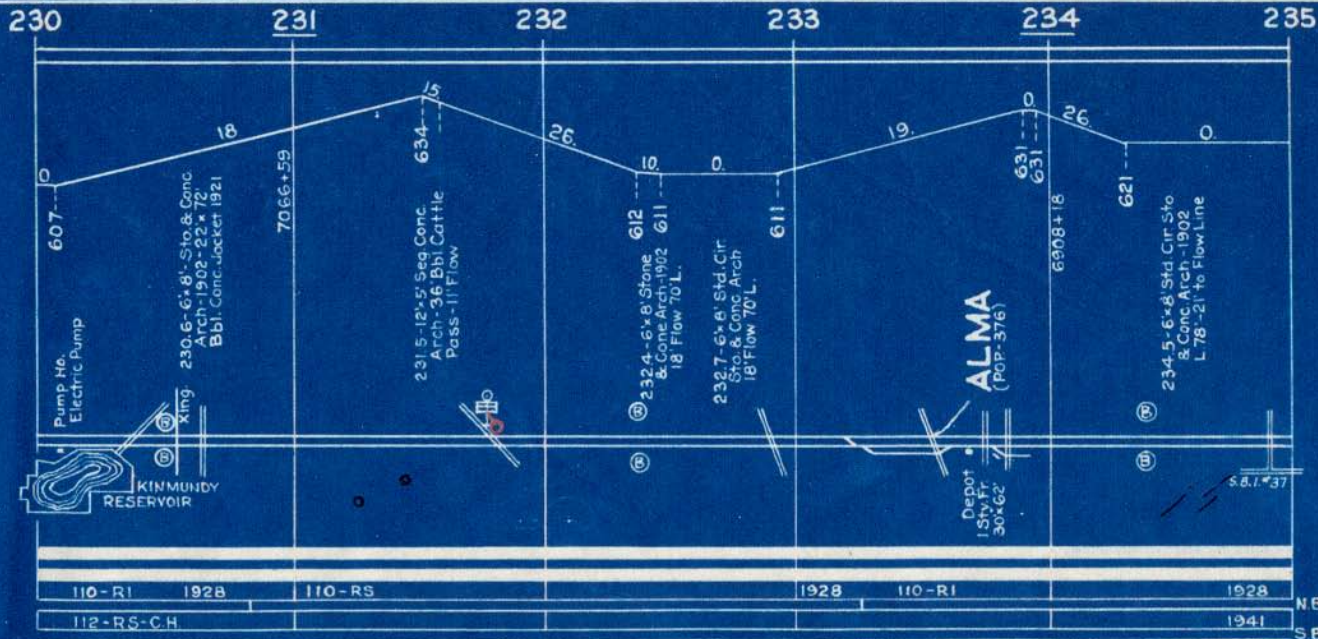 230 231 232 233 234 235
0 18 15 26. 10. 0. 19. 0. 26. 0.
607
7066+59
634
612
611
611
631
631
6908+18
621
Pump Ho.
Electric Pump
Xing.
230.6-6'x8'-Sto.& Conc.
Arch-1902-22'x72'
Bbl. Conc. Jacket 1921
231.5-12'x5' Seg. Conc.
Arch-36' Bbl. Cattle
Pass-11' Flow
232.4-6'x8' Stone
& Conc. Arch-1902
18' Flow 70'L.
232.7-6'x8' Std. Cir.
Sto. & Conc. Arch
18' Flow 70'L.
ALMA
(POP.-376)
234.5-6'x8' Std. Cir. Sto.
& Conc. Arch-1902
L.78'-21' to Flow Line
B
B
B
B
B
B
KINMUNDY
RESERVOIR
Depot
1 Sty. Fr.
30'x62'
S.B.I.#37
110-RI 1928 110-RS 1928 110-RI 1928
N.B
112-RS-C.H. 1941
S.B